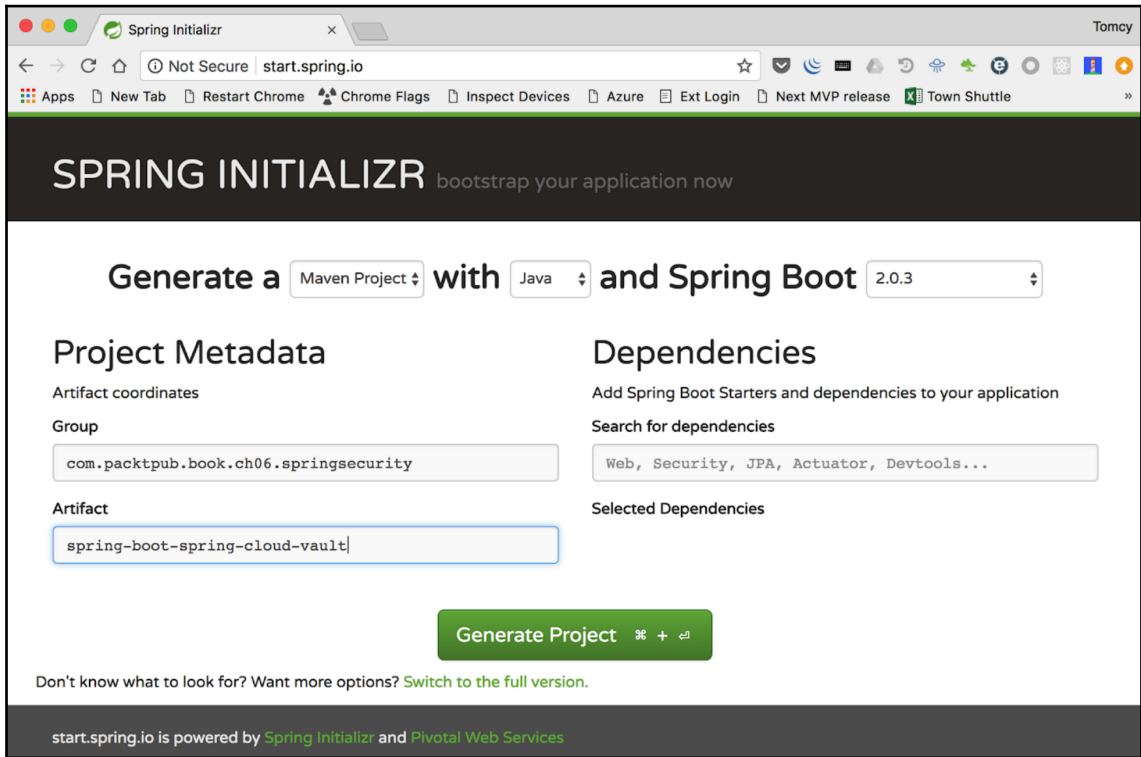 Spring Initializr
Tomcy
Not Secure start.spring.io
Apps New Tab Restart Chrome Chrome Flags Inspect Devices Azure Ext Login Next MVP release Town Shuttle »
SPRING INITIALIZR bootstrap your application now
Generate a Maven Project with Java and Spring Boot 2.0.3
Project Metadata
Artifact coordinates
Group
com.packtpub.book.ch06.springsecurity
Artifact
spring-boot-spring-cloud-vault
Dependencies
Add Spring Boot Starters and dependencies to your application
Search for dependencies
Web, Security, JPA, Actuator, Devtools...
Selected Dependencies
Generate Project ⌘ + ⏎
Don't know what to look for? Want more options? Switch to the full version.
start.spring.io is powered by Spring Initializr and Pivotal Web Services